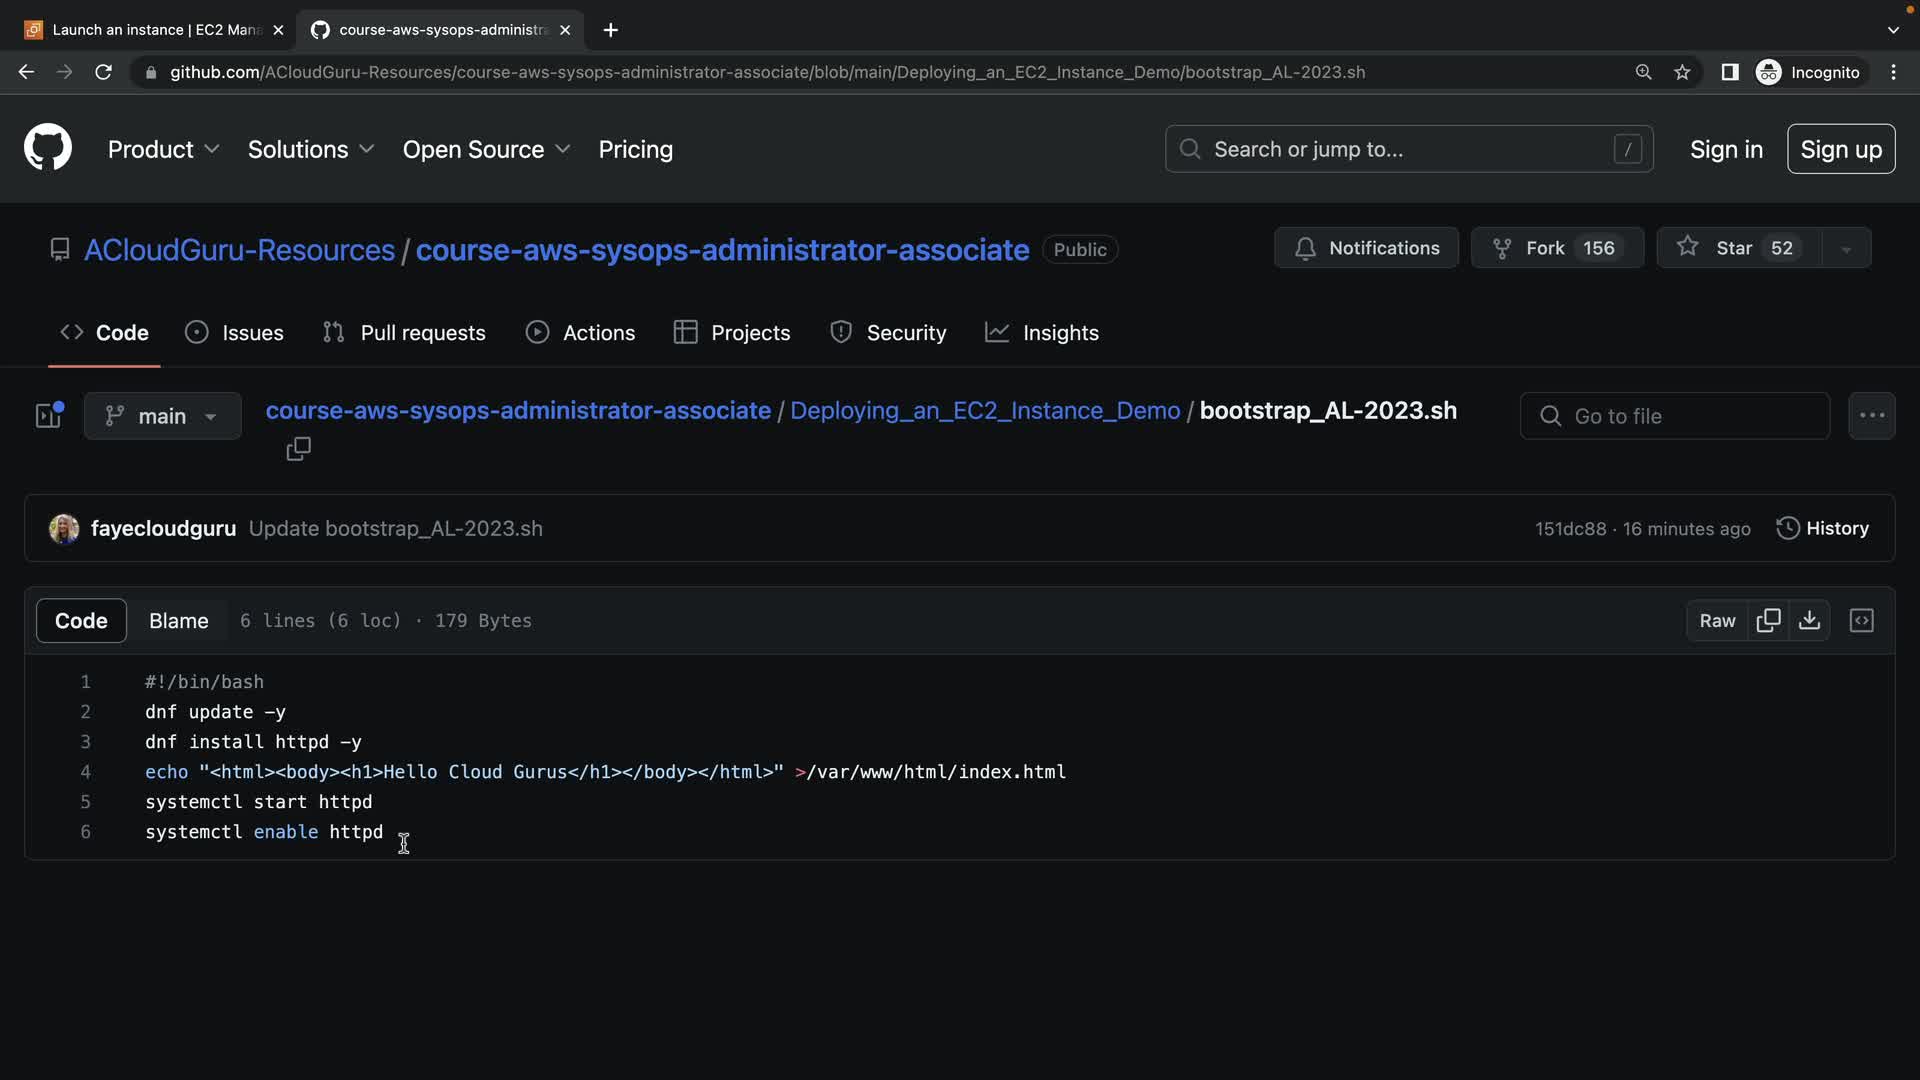 Launch an instance | EC2 Mana
course-aws-sysops-administra
github.com/ACloudGuru-Resources/course-aws-sysops-administrator-associate/blob/main/Deploying_an_EC2_Instance_Demo/bootstrap_AL-2023.sh
Incognito
Product Solutions Open Source Pricing
Search or jump to... /
Sign in Sign up
ACloudGuru-Resources / course-aws-sysops-administrator-associate Public
Notifications Fork 156 Star 52
Code Issues Pull requests Actions Projects Security Insights
main course-aws-sysops-administrator-associate / Deploying_an_EC2_Instance_Demo / bootstrap_AL-2023.sh Go to file
fayecloudguru Update bootstrap_AL-2023.sh 151dc88 · 16 minutes ago History
Code Blame 6 lines (6 loc) · 179 Bytes Raw
1 #!/bin/bash
2 dnf update -y
3 dnf install httpd -y
4 echo "<html><body><h1>Hello Cloud Gurus</h1></body></html>" >/var/www/html/index.html
5 systemctl start httpd
6 systemctl enable httpd